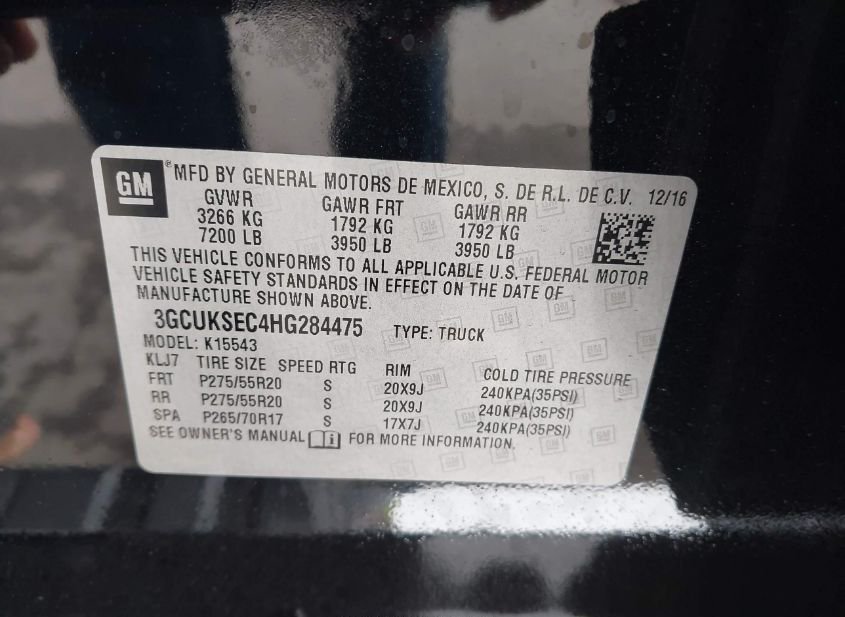 GM ® MFD BY GENERAL MOTORS DE MEXICO, S. DE R.L. DE C.V. 12/16
GVWR GAWR FRT GAWR RR
3266 KG 1792 KG 1792 KG
7200 LB 3950 LB 3950 LB
THIS VEHICLE CONFORMS TO ALL APPLICABLE U.S. FEDERAL MOTOR
VEHICLE SAFETY STANDARDS IN EFFECT ON THE DATE OF
MANUFACTURE SHOWN ABOVE.
3GCUKSEC4HG284475 TYPE: TRUCK
MODEL: K15543
KLJ7 TIRE SIZE SPEED RTG RIM COLD TIRE PRESSURE
FRT P275/55R20 S 20X9J 240KPA(35PSI)
RR P275/55R20 S 20X9J 240KPA(35PSI)
SPA P265/70R17 S 17X7J 240KPA(35PSI)
SEE OWNER'S MANUAL i FOR MORE INFORMATION.